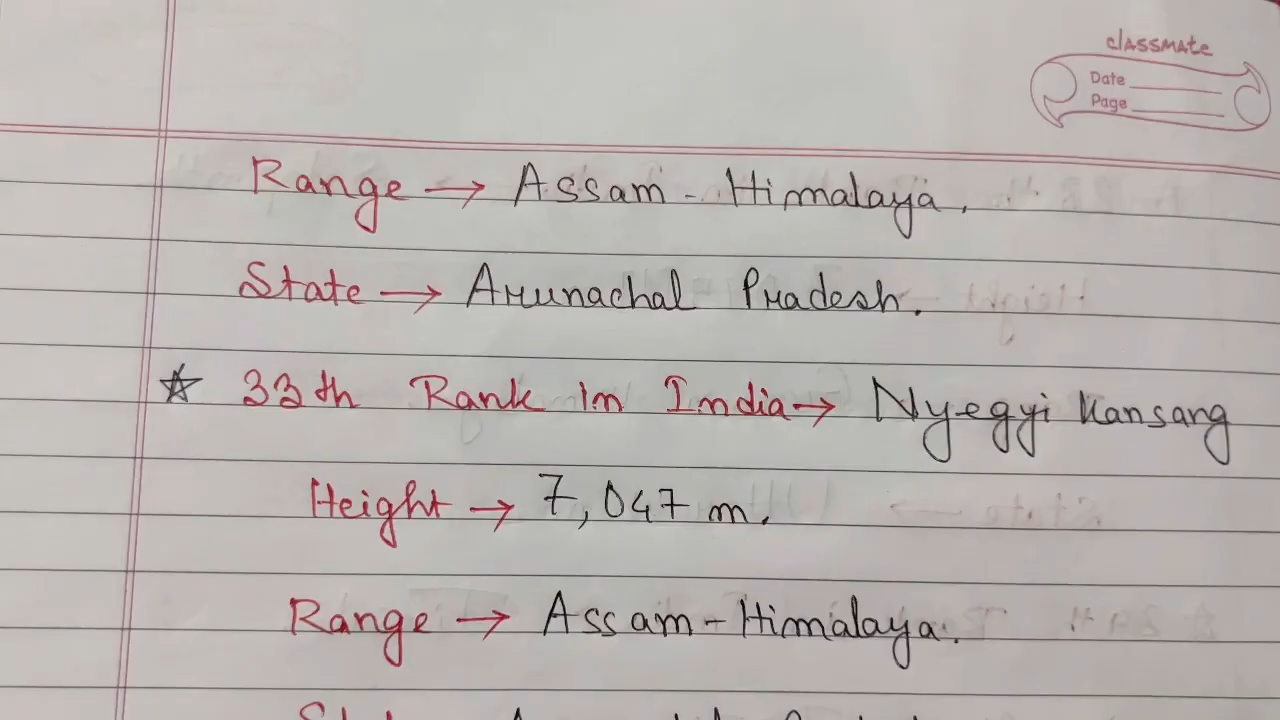 classmate
Date
Page
Range → Assam - Himalaya.
State → Arunachal Pradesh.
☆ 33th Rank in India → Nyegyi Kansang
Height → 7,047 m.
Range → Assam - Himalaya.